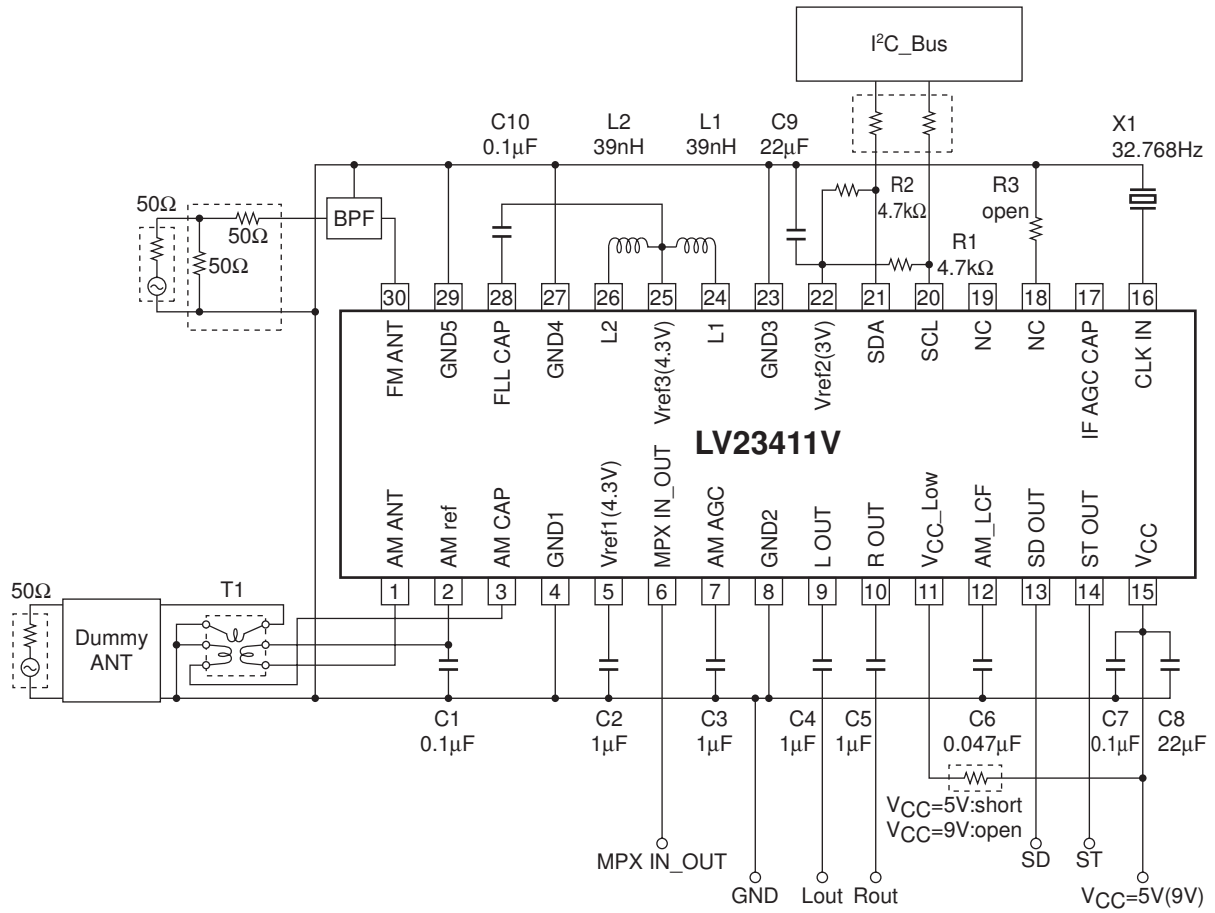 I²C_Bus
C10
0.1µF
L2
39nH
L1
39nH
C9
22µF
X1
32.768Hz
R2
4.7kΩ
R3
open
R1
4.7kΩ
50Ω
50Ω
50Ω
BPF
30 29 28 27 26 25 24 23 22 21 20 19 18 17 16
FM ANT
GND5
FLL CAP
GND4
L2
Vref3(4.3V)
L1
GND3
Vref2(3V)
SDA
SCL
NC
NC
IF AGC CAP
CLK IN
LV23411V
AM ANT
AM ref
AM CAP
GND1
Vref1(4.3V)
MPX IN_OUT
AM AGC
GND2
L OUT
R OUT
VCC_Low
AM_LCF
SD OUT
ST OUT
VCC
1 2 3 4 5 6 7 8 9 10 11 12 13 14 15
50Ω
Dummy
ANT
T1
C1
0.1µF
C2
1µF
C3
1µF
C4
1µF
C5
1µF
C6
0.047µF
C7
0.1µF
C8
22µF
VCC=5V:short
VCC=9V:open
MPX IN_OUT
SD
ST
GND
Lout
Rout
VCC=5V(9V)